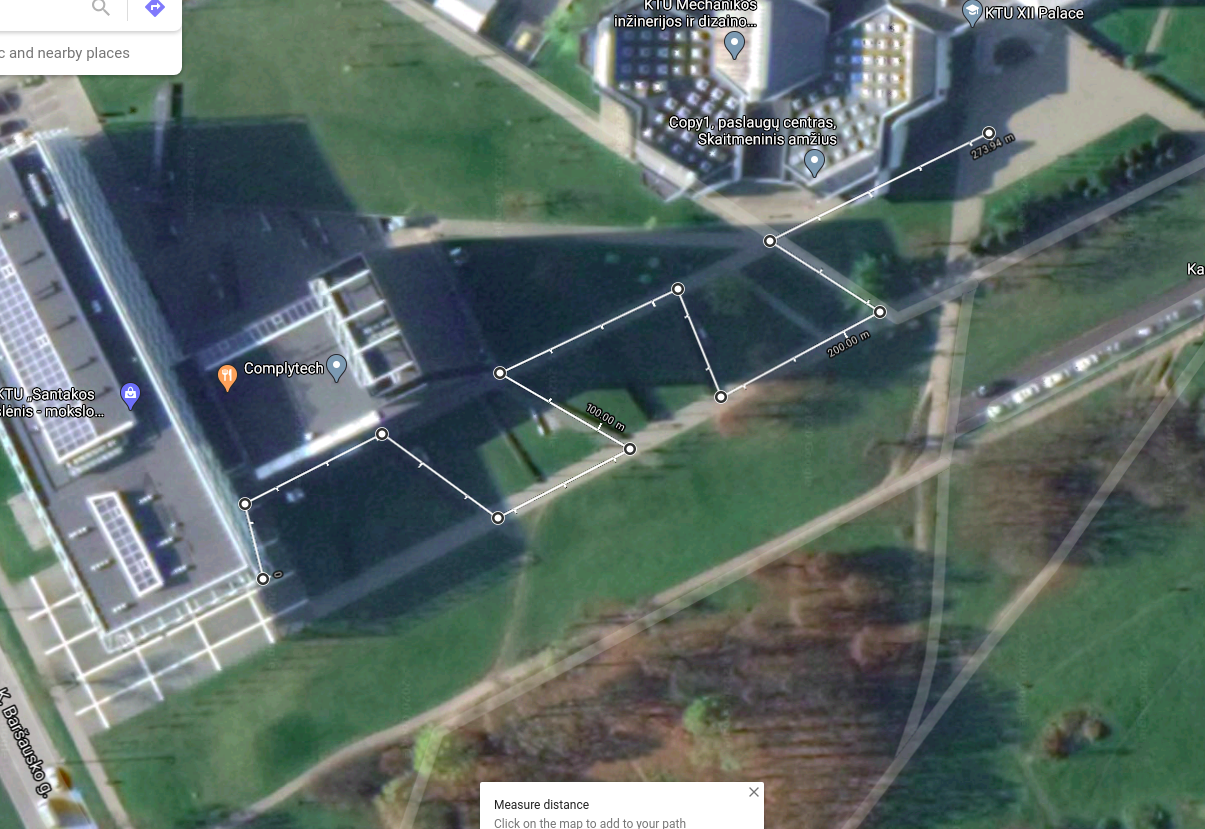 c and nearby places
KTU Mechanikos
inžinerijos ir dizaino...
KTU XII Palace
Copy1, paslaugų centras,
Skaitmeninis amžius
273.94 m
Ka
200.00 m
Complytech
KTU „Santakos
slėnis - mokslo...
100.00 m
0
K. Baršausko g.
Measure distance
Click on the map to add to your path